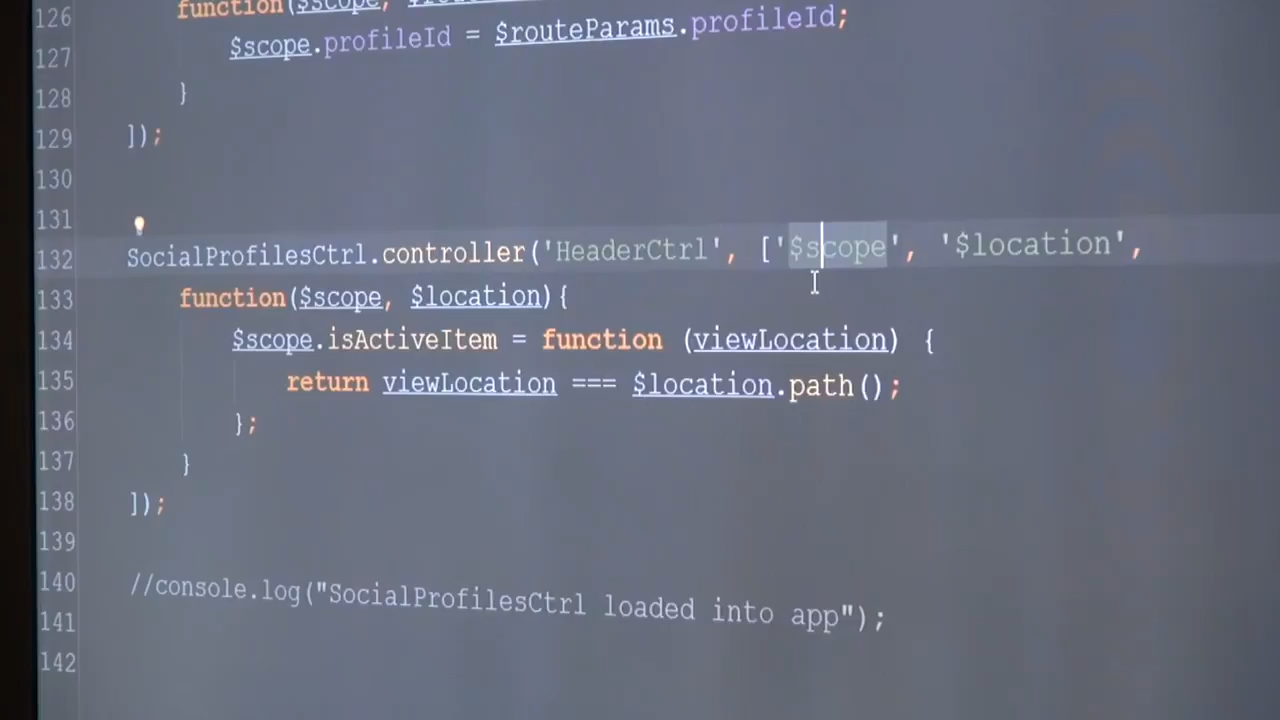 126 function($scope,
127 $scope.profileId = $routeParams.profileId;
128 }
129 ]);
130
131
132 SocialProfilesCtrl.controller('HeaderCtrl', ['$scope', '$location',
133 function($scope, $location){
134 $scope.isActiveItem = function (viewLocation) {
135 return viewLocation === $location.path();
136 };
137 }
138 ]);
139
140 //console.log("SocialProfilesCtrl loaded into app");
141
142